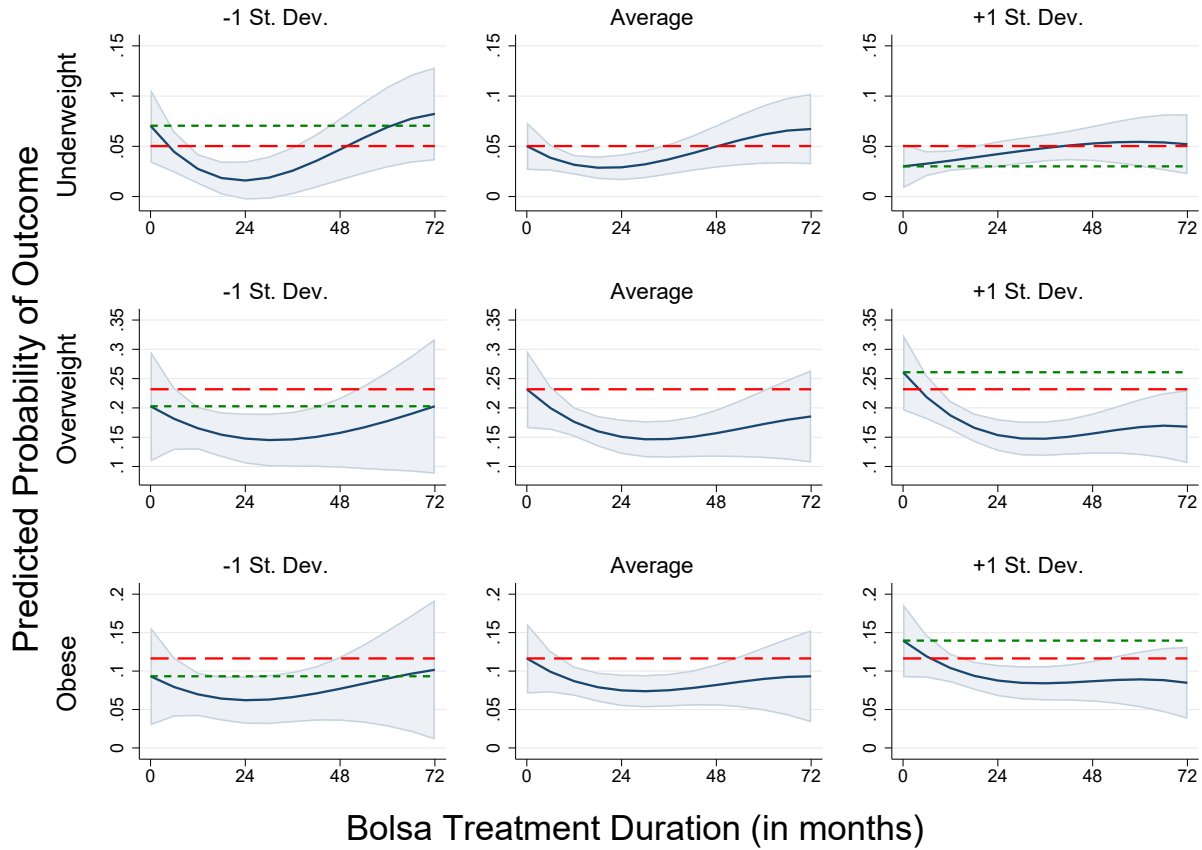 Predicted Probability of Outcome
Underweight
-1 St. Dev.
.15
.1
.05
0
0 24 48 72
Average
.15
.1
.05
0
0 24 48 72
+1 St. Dev.
.15
.1
.05
0
0 24 48 72
Overweight
-1 St. Dev.
.35
.3
.25
.2
.15
.1
0 24 48 72
Average
.35
.3
.25
.2
.15
.1
0 24 48 72
+1 St. Dev.
.35
.3
.25
.2
.15
.1
0 24 48 72
Obese
-1 St. Dev.
.2
.15
.1
.05
0
0 24 48 72
Average
.2
.15
.1
.05
0
0 24 48 72
+1 St. Dev.
.2
.15
.1
.05
0
0 24 48 72
Bolsa Treatment Duration (in months)